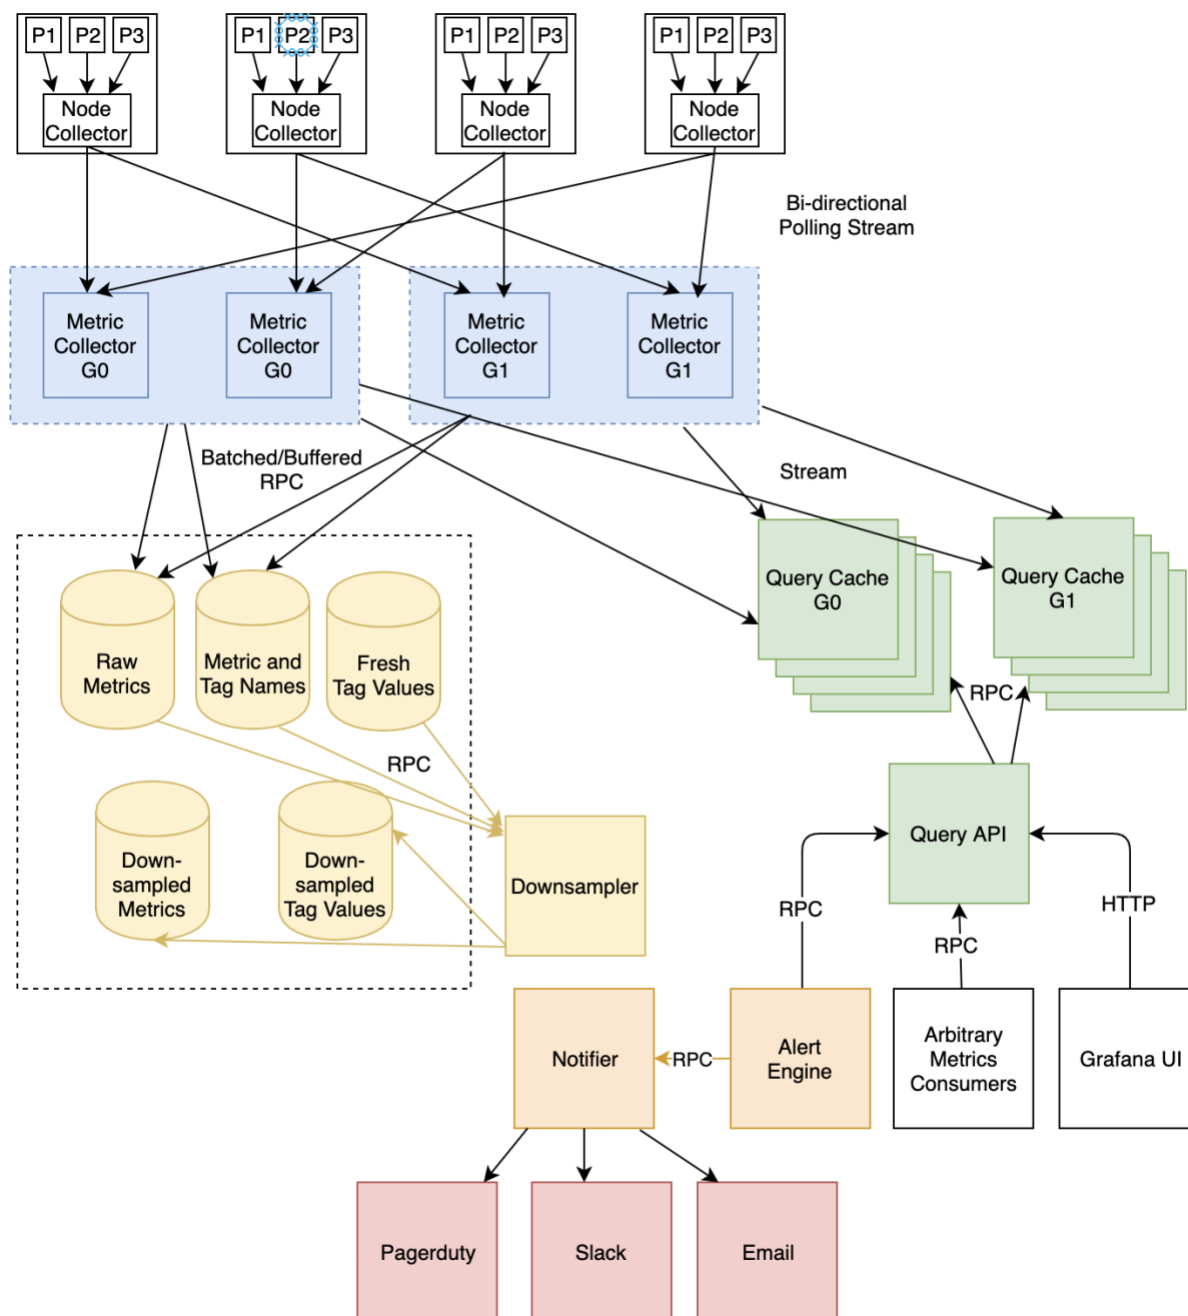 P1 P2 P3
Node
Collector
P1 P2 P3
Node
Collector
P1 P2 P3
Node
Collector
P1 P2 P3
Node
Collector
Bi-directional
Polling Stream
Metric
Collector
G0
Metric
Collector
G0
Metric
Collector
G1
Metric
Collector
G1
Batched/Buffered
RPC
Stream
Query Cache
G0
Query Cache
G1
Raw
Metrics
Metric and
Tag Names
Fresh
Tag Values
RPC
RPC
Down-
sampled
Metrics
Down-
sampled
Tag Values
Downsampler
Query API
RPC
RPC
HTTP
Notifier
RPC
Alert
Engine
Arbitrary
Metrics
Consumers
Grafana UI
Pagerduty
Slack
Email